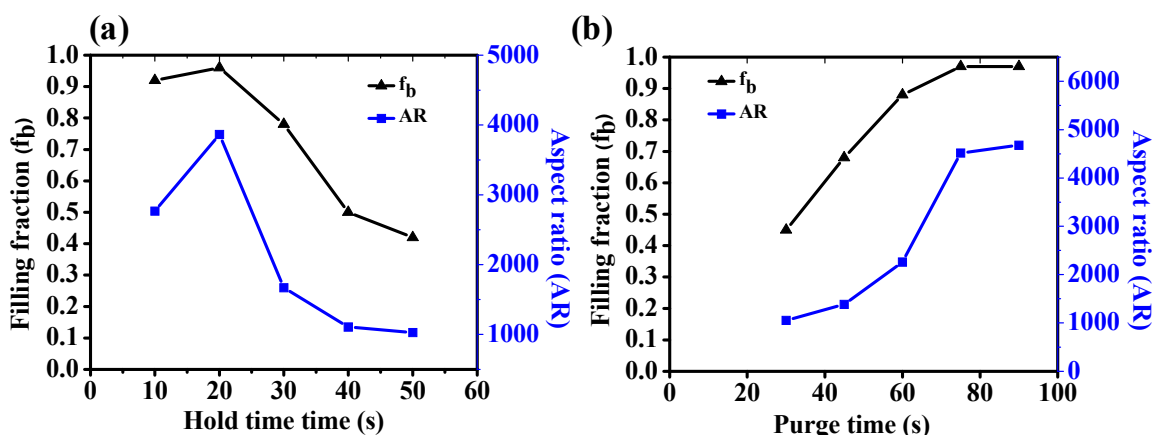 (a)
1.0
0.9
0.8
0.7
0.6
0.5
0.4
0.3
0.2
0.1
0.0
Filling fraction (fb)
0 10 20 30 40 50 60
Hold time time (s)
fb
AR
5000
4000
3000
2000
1000
Aspect ratio (AR)
(b)
1.0
0.9
0.8
0.7
0.6
0.5
0.4
0.3
0.2
0.1
0.0
Filling fraction (fb)
0 20 40 60 80 100
Purge time (s)
fb
AR
6000
5000
4000
3000
2000
1000
0
Aspect ratio (AR)